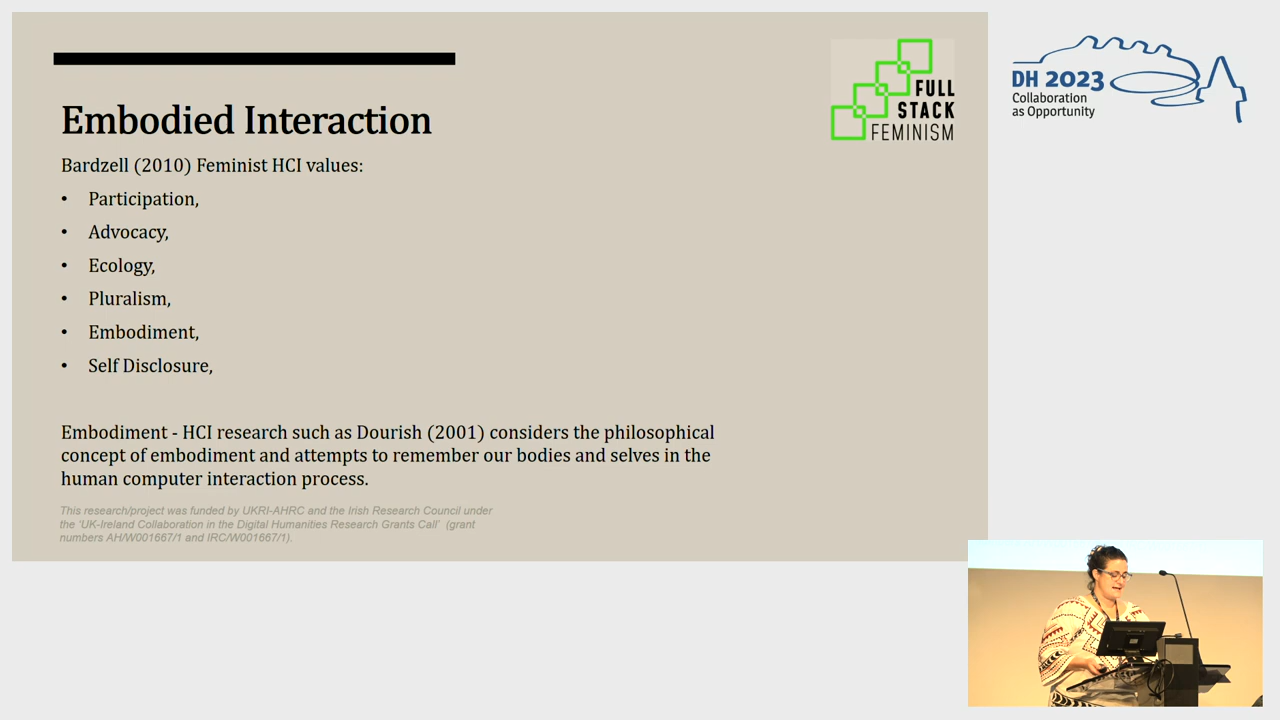 Embodied Interaction
Bardzell (2010) Feminist HCI values:
• Participation,
• Advocacy,
• Ecology,
• Pluralism,
• Embodiment,
• Self Disclosure,
Embodiment - HCI research such as Dourish (2001) considers the philosophical
concept of embodiment and attempts to remember our bodies and selves in the
human computer interaction process.
This research/project was funded by UKRI-AHRC and the Irish Research Council under
the ‘UK-Ireland Collaboration in the Digital Humanities Research Grants Call’ (grant
numbers AH/W001667/1 and IRC/W001667/1).
FULL
STACK
FEMINISM
DH 2023
Collaboration
as Opportunity